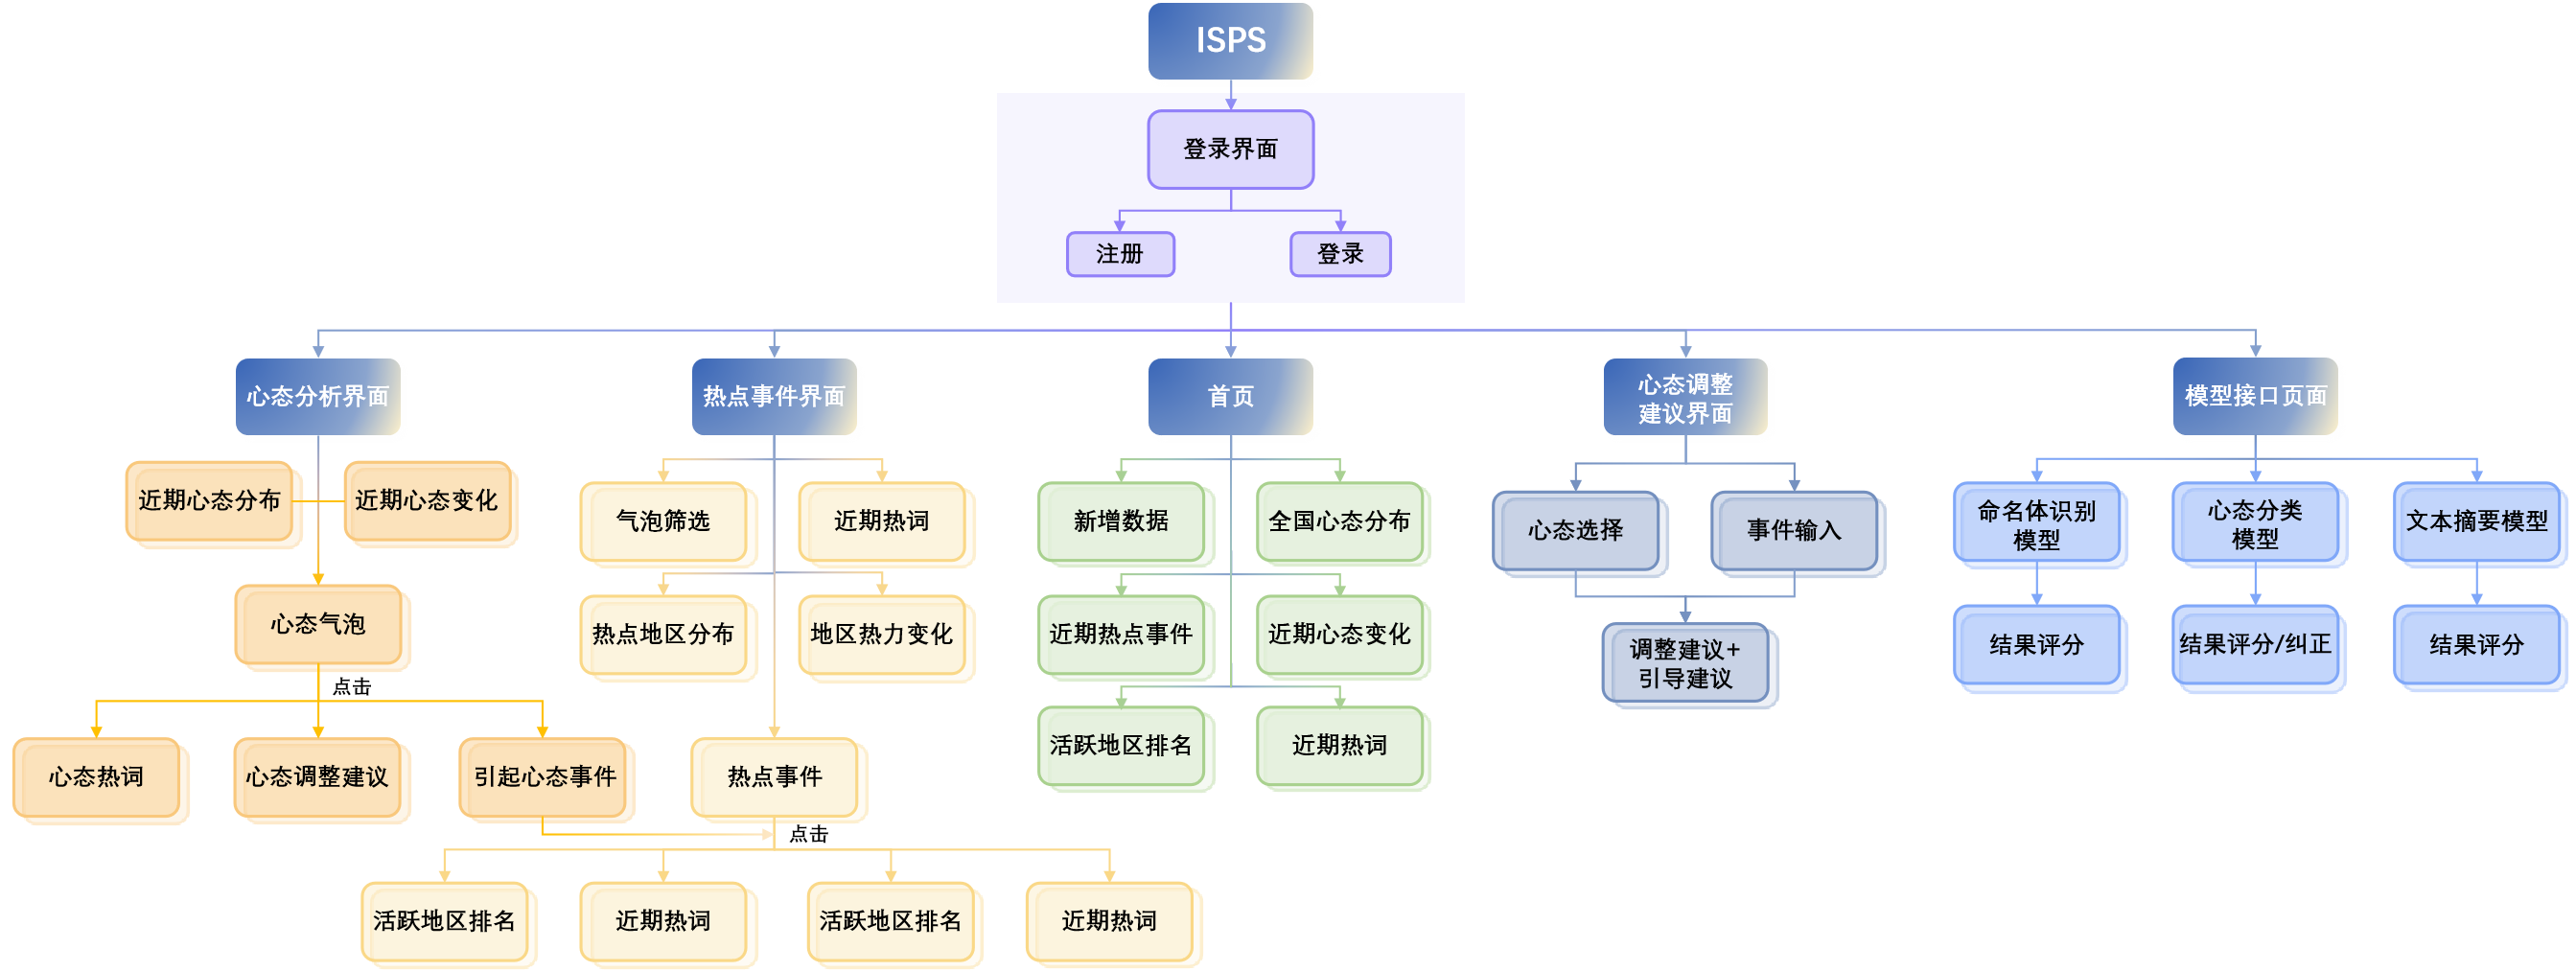 ISPS
登录界面
注册
登录
心态分析界面
热点事件界面
首页
心态调整
建议界面
模型接口页面
近期心态分布
近期心态变化
心态气泡
点击
心态热词
心态调整建议
引起心态事件
气泡筛选
近期热词
热点地区分布
地区热力变化
热点事件
点击
活跃地区排名
近期热词
活跃地区排名
近期热词
新增数据
全国心态分布
近期热点事件
近期心态变化
活跃地区排名
近期热词
心态选择
事件输入
调整建议+
引导建议
命名体识别
模型
心态分类
模型
文本摘要模型
结果评分
结果评分/纠正
结果评分